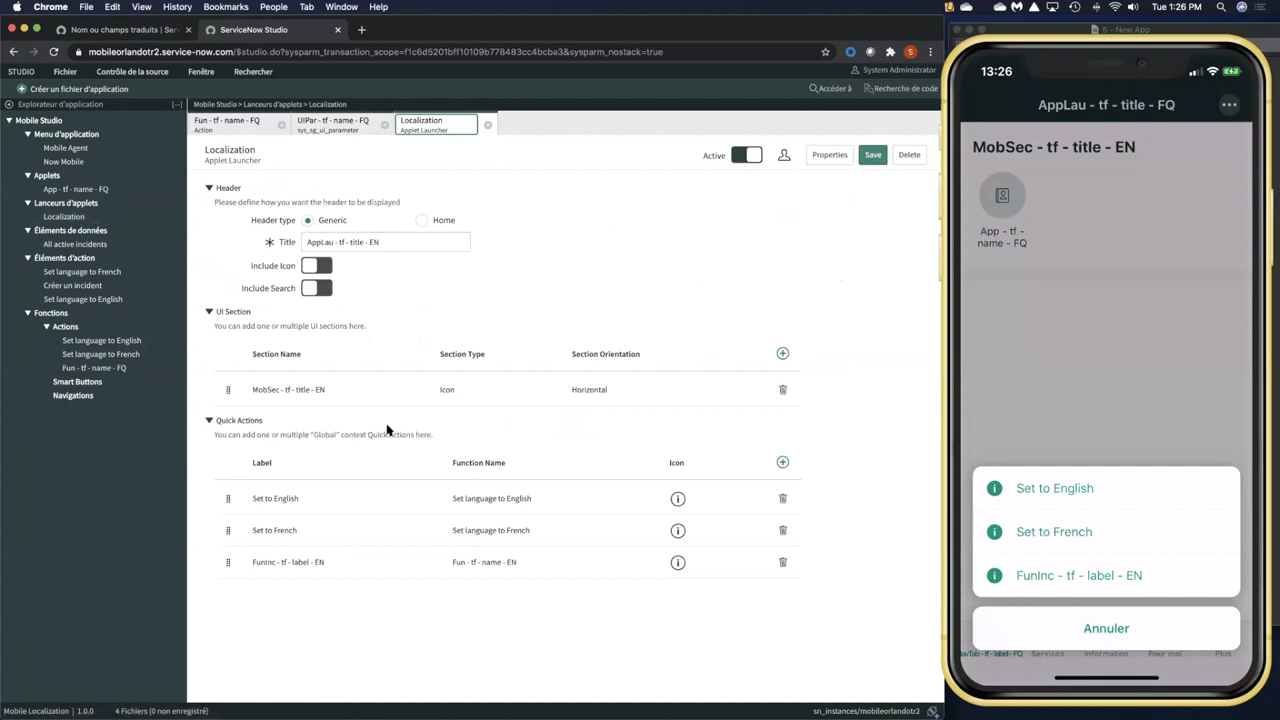 Chrome File Edit View History Bookmarks People Tab Window Help
Tue 1:26 PM
Nom ou champs traduits | Serv
ServiceNow Studio
mobileorlandotr2.service-now.com/$studio.do?sysparm_transaction_scope=f1c6d5201bff10109b778483cc4bcba3&sysparm_nostack=true
S
STUDIO Fichier Contrôle de la source Fenêtre Rechercher
System Administrator
Créer un fichier d'application
Accéder à
Recherche de code
Explorateur d'application
Mobile Studio > Lanceurs d'applets > Localization
Mobile Studio
Menu d'application
Mobile Agent
Now Mobile
Applets
App - tf - name - FQ
Lanceurs d'applets
Localization
Éléments de données
All active incidents
Éléments d'action
Set language to French
Créer un incident
Set language to English
Fonctions
Actions
Set language to English
Set language to French
Fun - tf - name - FQ
Smart Buttons
Navigations
Fun - tf - name - FQ
Action
UIPar - tf - name - FQ
sys_sg_ui_parameter
Localization
Applet Launcher
Localization
Applet Launcher
Active
Properties
Save
Delete
Header
Please define how you want the header to be displayed
Header type Generic Home
Title AppLau - tf - title - EN
Include Icon
Include Search
UI Section
You can add one or multiple UI sections here.
Section Name Section Type Section Orientation
MobSec - tf - title - EN Icon Horizontal
Quick Actions
You can add one or multiple "Global" context Quick Actions here.
Label Function Name Icon
Set to English Set language to English
Set to French Set language to French
FunInc - tf - label - EN Fun - tf - name - EN
Mobile Localization | 1.0.0 4 Fichiers (0 non enregistré)
sn_instances/mobileorlandotr2
5 - New App
13:26
AppLau - tf - title - FQ
MobSec - tf - title - EN
App - tf -
name - FQ
Set to English
Set to French
FunInc - tf - label - EN
Annuler
NavTab - tf - label - FQ Services Information Pour moi Plus